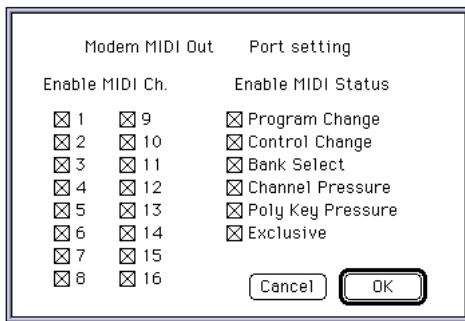 Modem MIDI Out Port setting
Enable MIDI Ch. Enable MIDI Status
1 9 Program Change
2 10 Control Change
3 11 Bank Select
4 12 Channel Pressure
5 13 Poly Key Pressure
6 14 Exclusive
7 15
8 16
Cancel OK